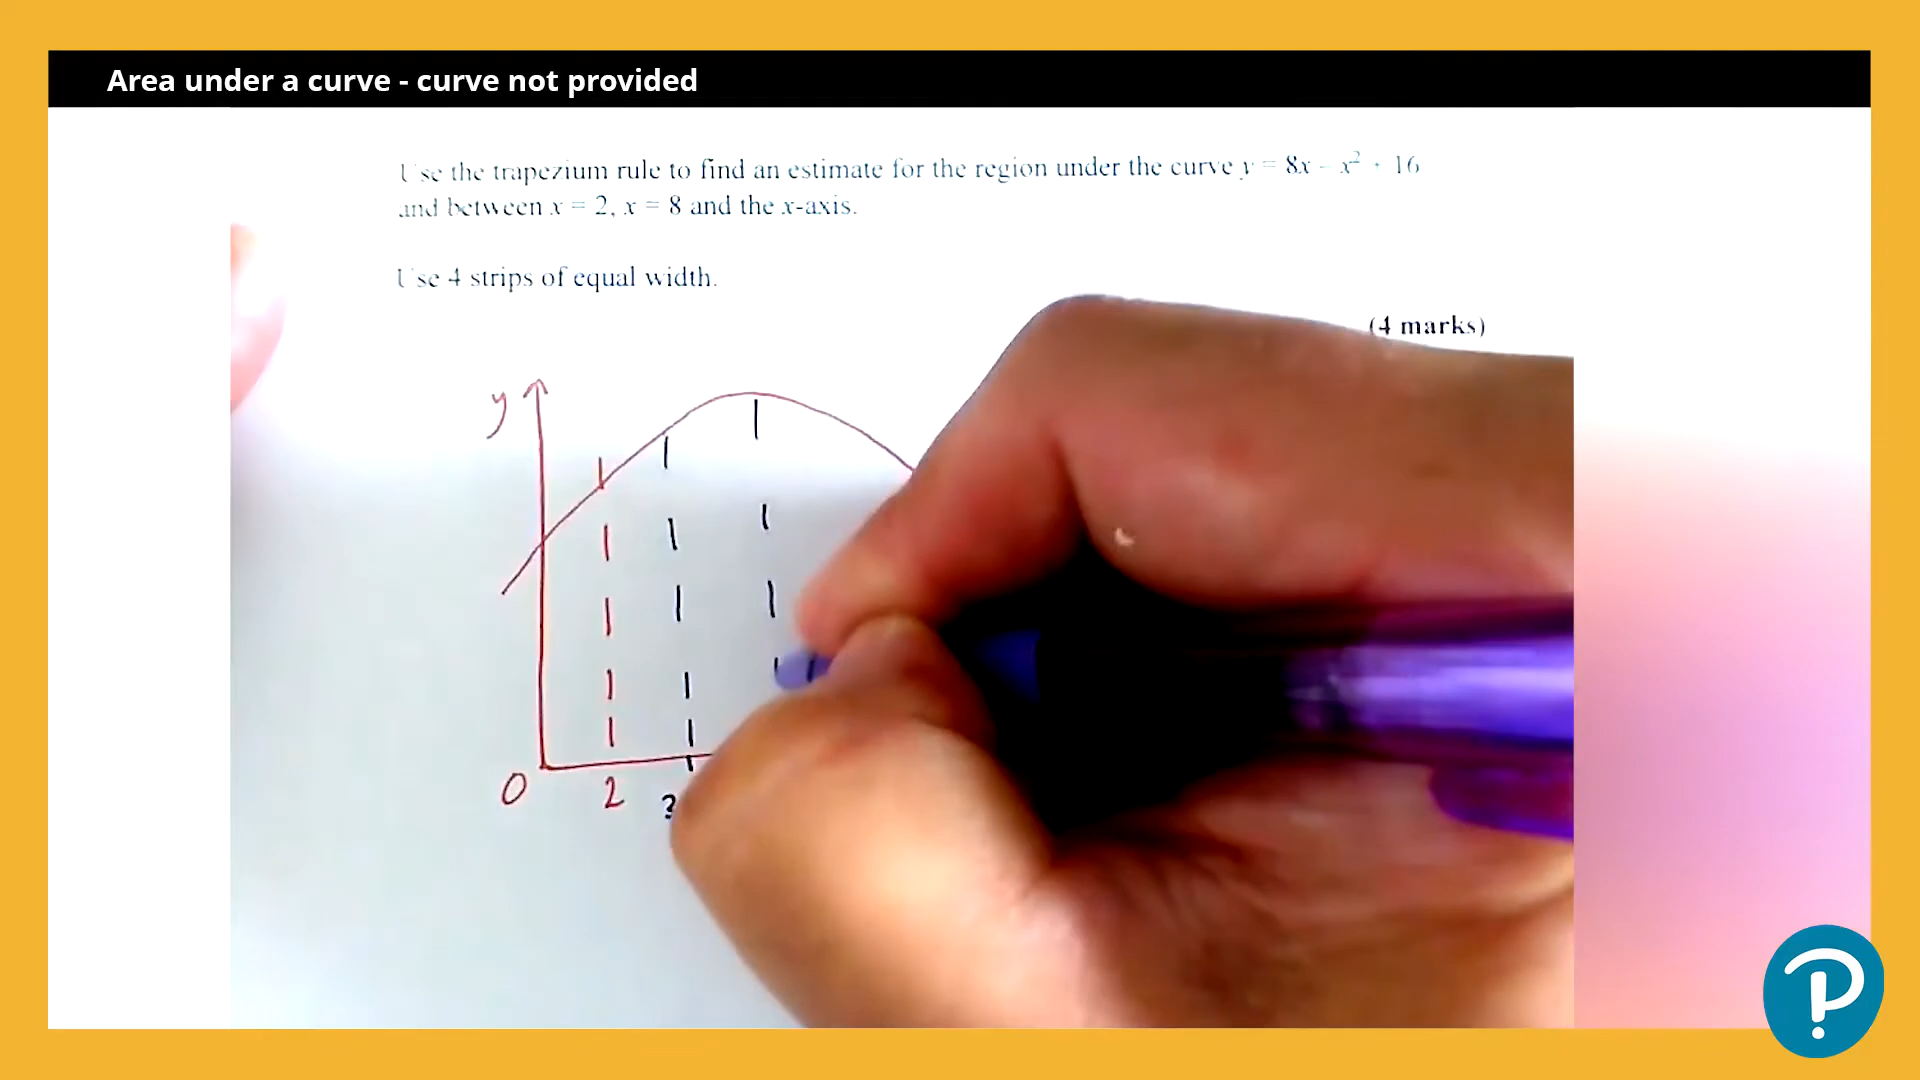 Area under a curve - curve not provided
Use the trapezium rule to find an estimate for the region under the curve y = 8x - x² + 16
and between x = 2, x = 8 and the x-axis.
Use 4 strips of equal width.
(4 marks)
y
0 2 3
P